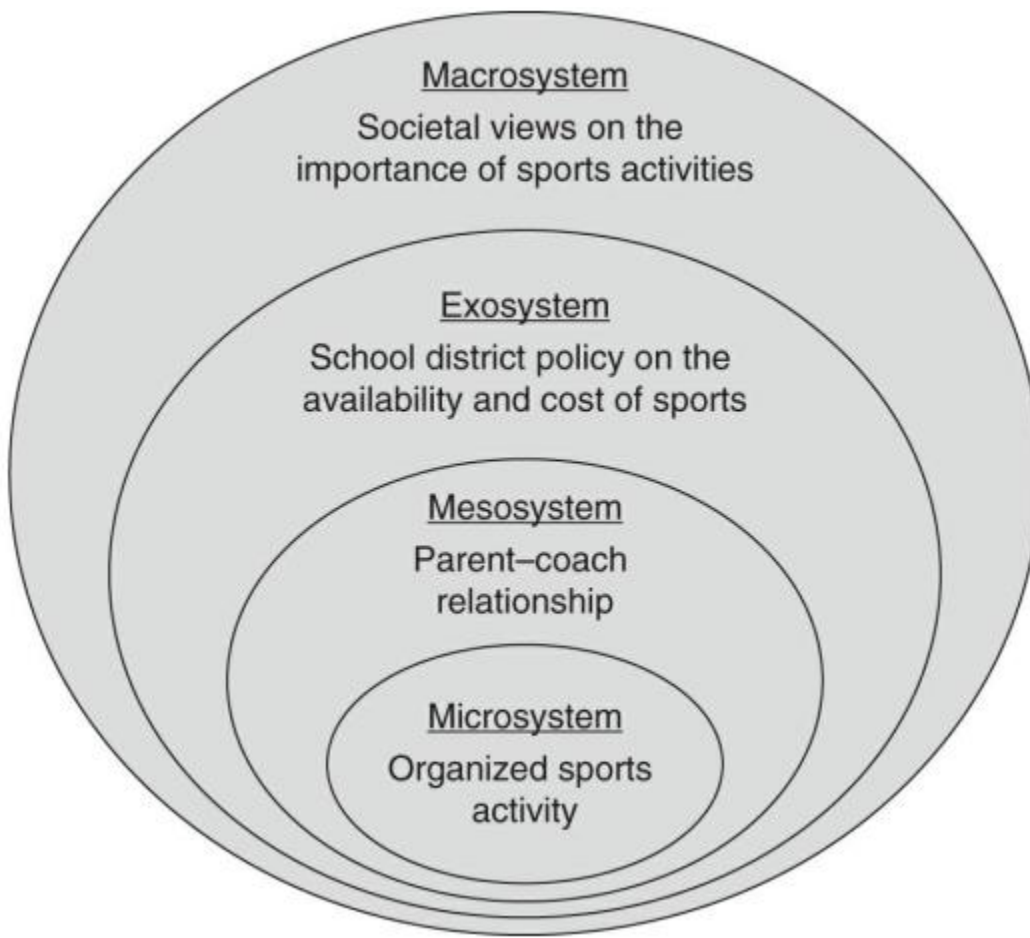 Macrosystem
Societal views on the
importance of sports activities
Exosystem
School district policy on the
availability and cost of sports
Mesosystem
Parent–coach
relationship
Microsystem
Organized sports
activity